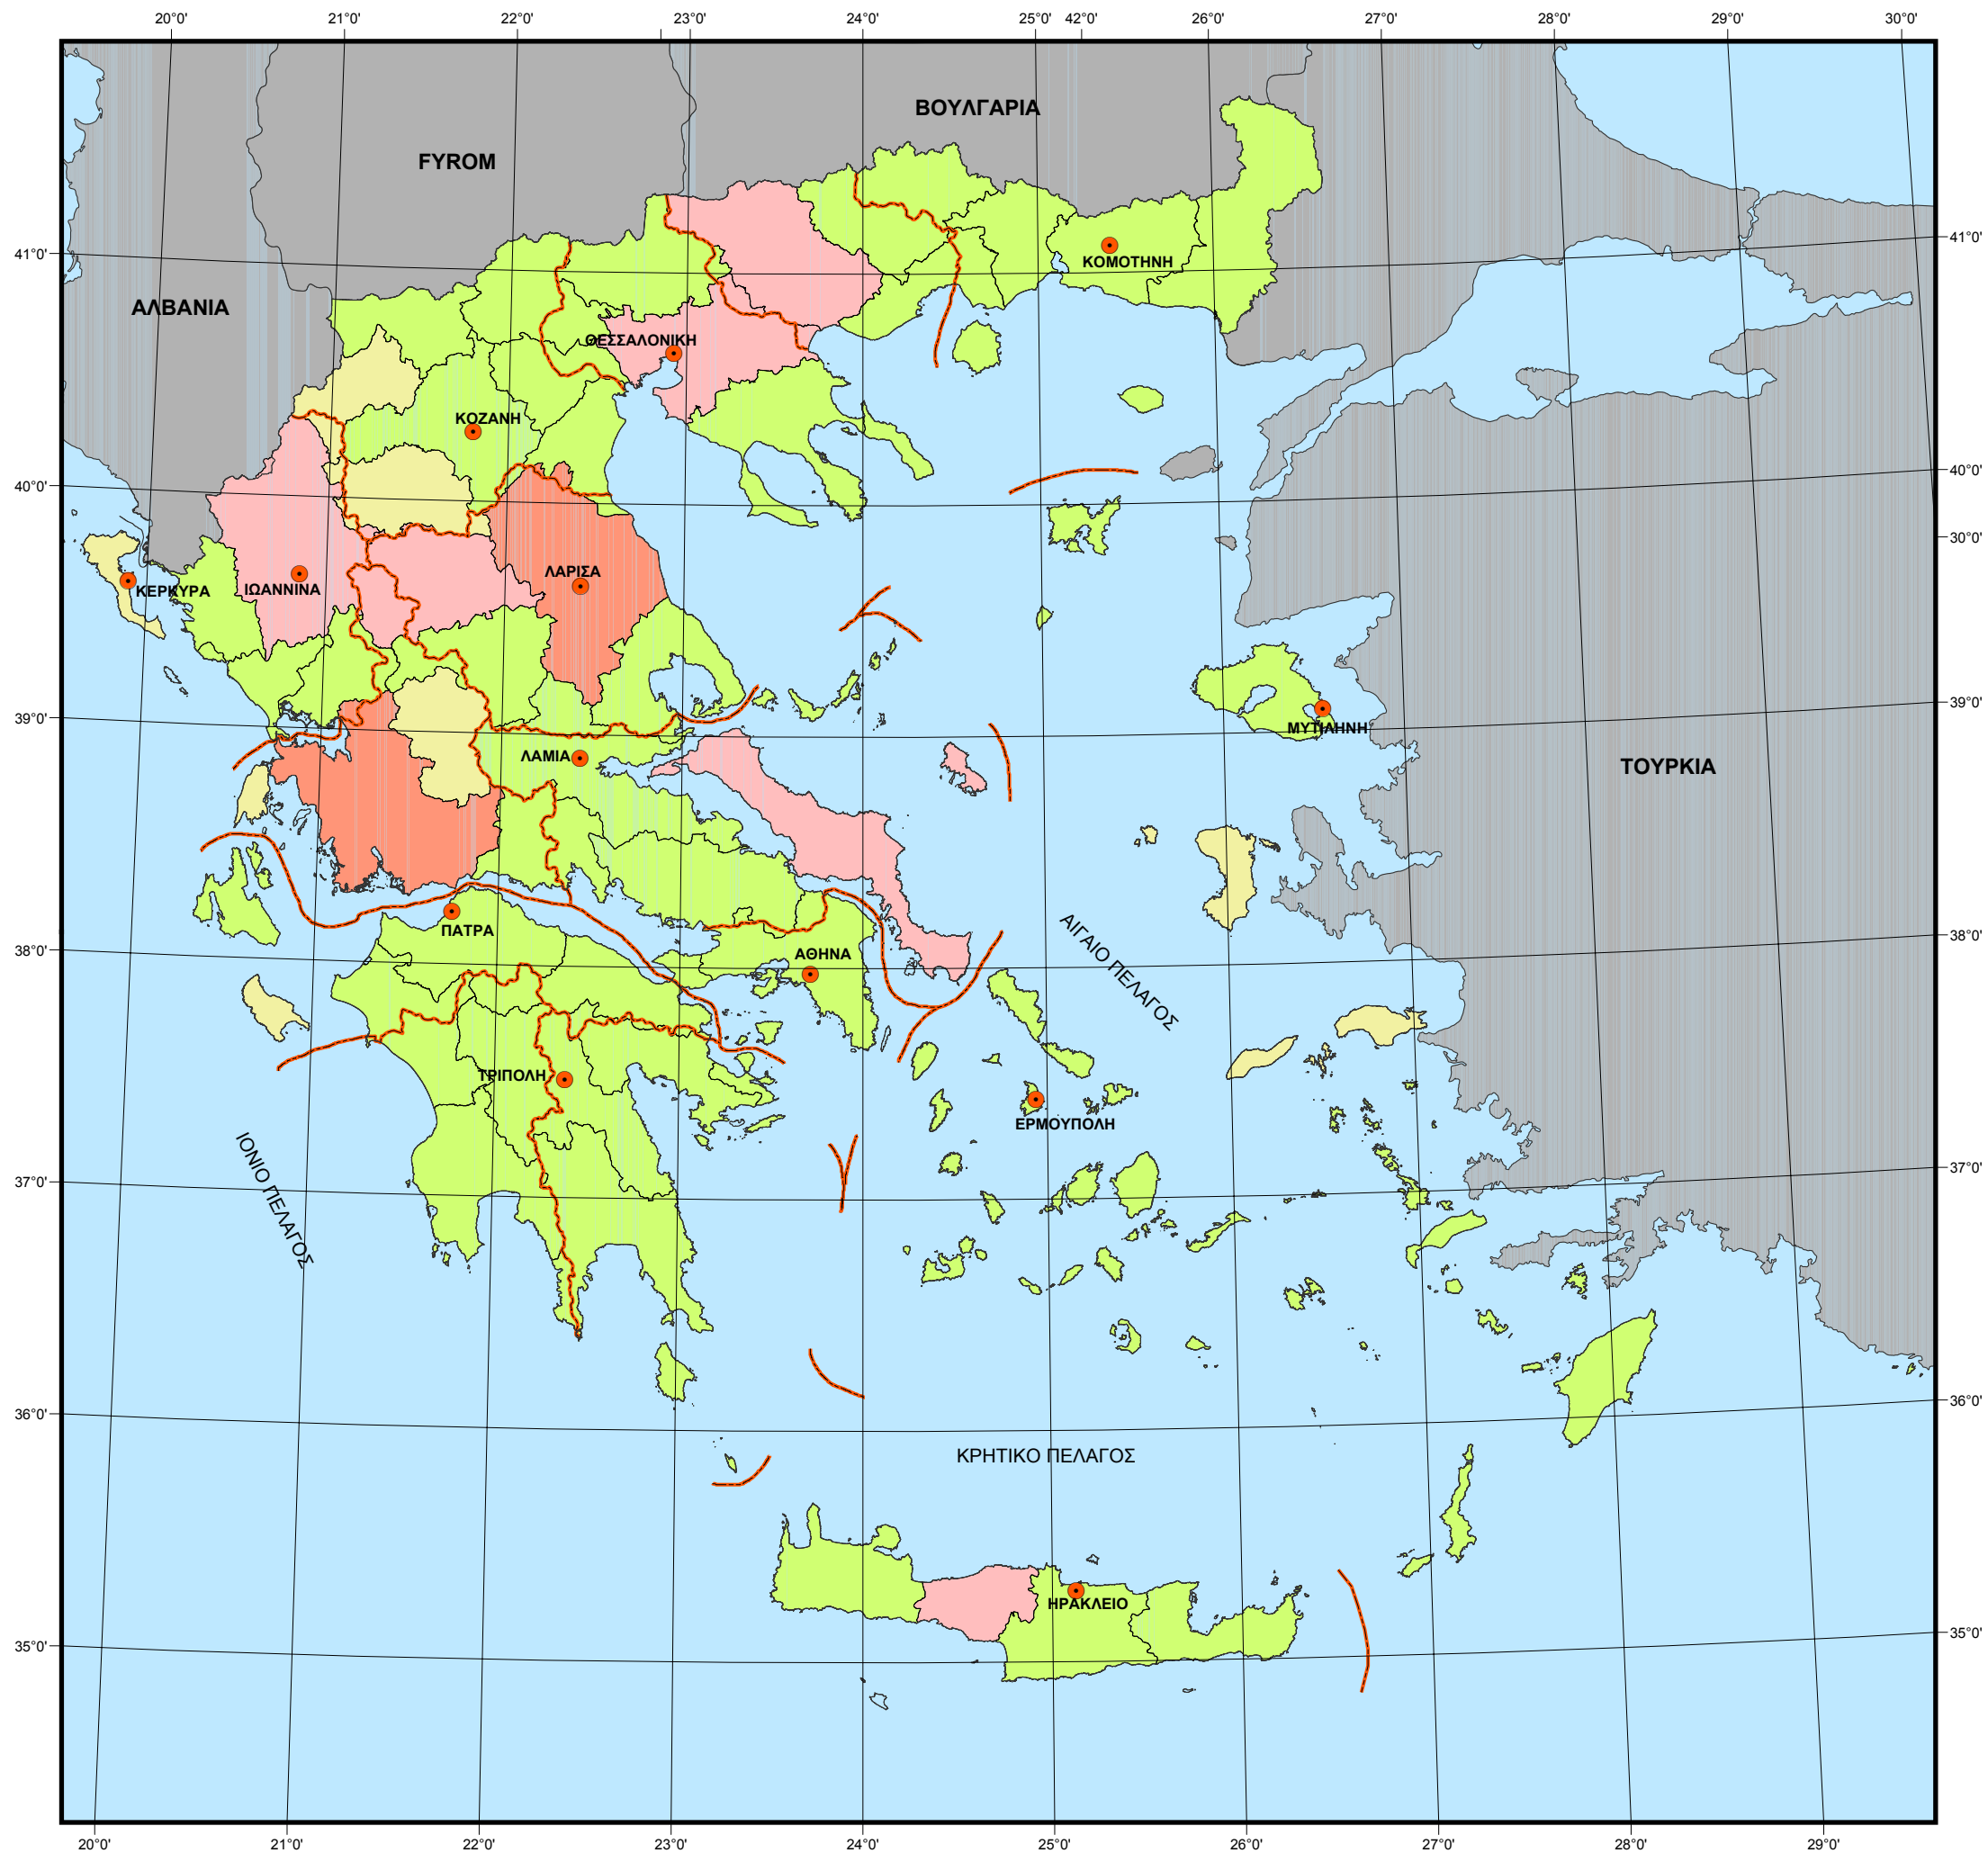 20°0' 21°0' 22°0' 23°0' 24°0' 25°0' 42°0' 26°0' 27°0' 28°0' 29°0' 30°0'
ΒΟΥΛΓΑΡΙΑ
FYROM
41°0' 41°0'
ΚΟΜΟΤΗΝΗ
ΑΛΒΑΝΙΑ
ΘΕΣΣΑΛΟΝΙΚΗ
ΚΟΖΑΝΗ
40°0' 40°0'
30°0'
ΛΑΡΙΣΑ
ΚΕΡΚΥΡΑ ΙΩΑΝΝΙΝΑ
39°0' 39°0'
ΜΥΤΙΛΗΝΗ
ΛΑΜΙΑ
ΤΟΥΡΚΙΑ
ΠΑΤΡΑ
38°0' 38°0'
ΑΘΗΝΑ
ΑΙΓΑΙΟ ΠΕΛΑΓΟΣ
ΤΡΙΠΟΛΗ
ΕΡΜΟΥΠΟΛΗ
37°0' 37°0'
ΙΟΝΙΟ ΠΕΛΑΓΟΣ
36°0' 36°0'
ΚΡΗΤΙΚΟ ΠΕΛΑΓΟΣ
ΗΡΑΚΛΕΙΟ
35°0' 35°0'
20°0' 21°0' 22°0' 23°0' 24°0' 25°0' 26°0' 27°0' 28°0' 29°0'